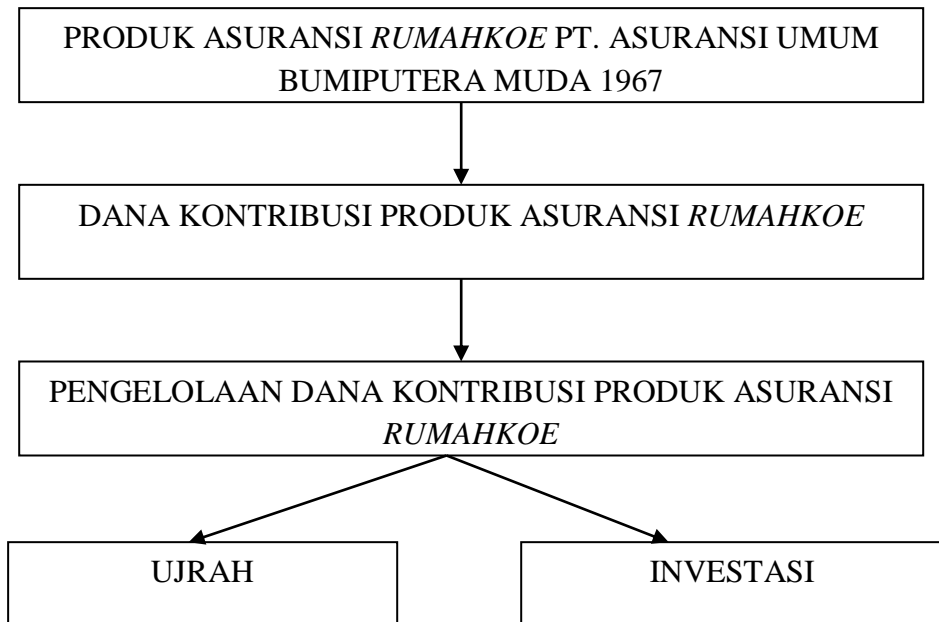 PRODUK ASURANSI RUMAHKOE PT. ASURANSI UMUM
BUMIPUTERA MUDA 1967
DANA KONTRIBUSI PRODUK ASURANSI RUMAHKOE
PENGELOLAAN DANA KONTRIBUSI PRODUK ASURANSI
RUMAHKOE
UJRAH
INVESTASI